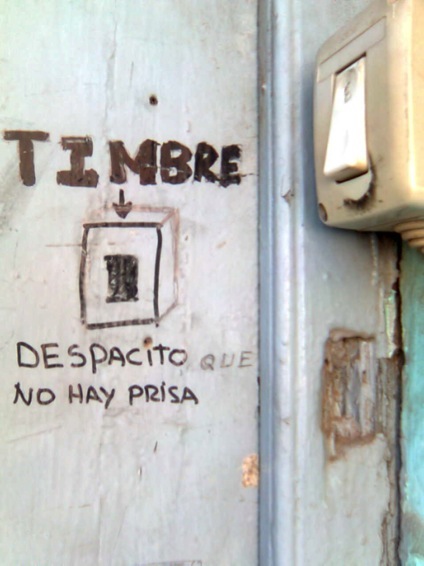 TIMBRE
DESPACITO QUE
NO HAY PRISA